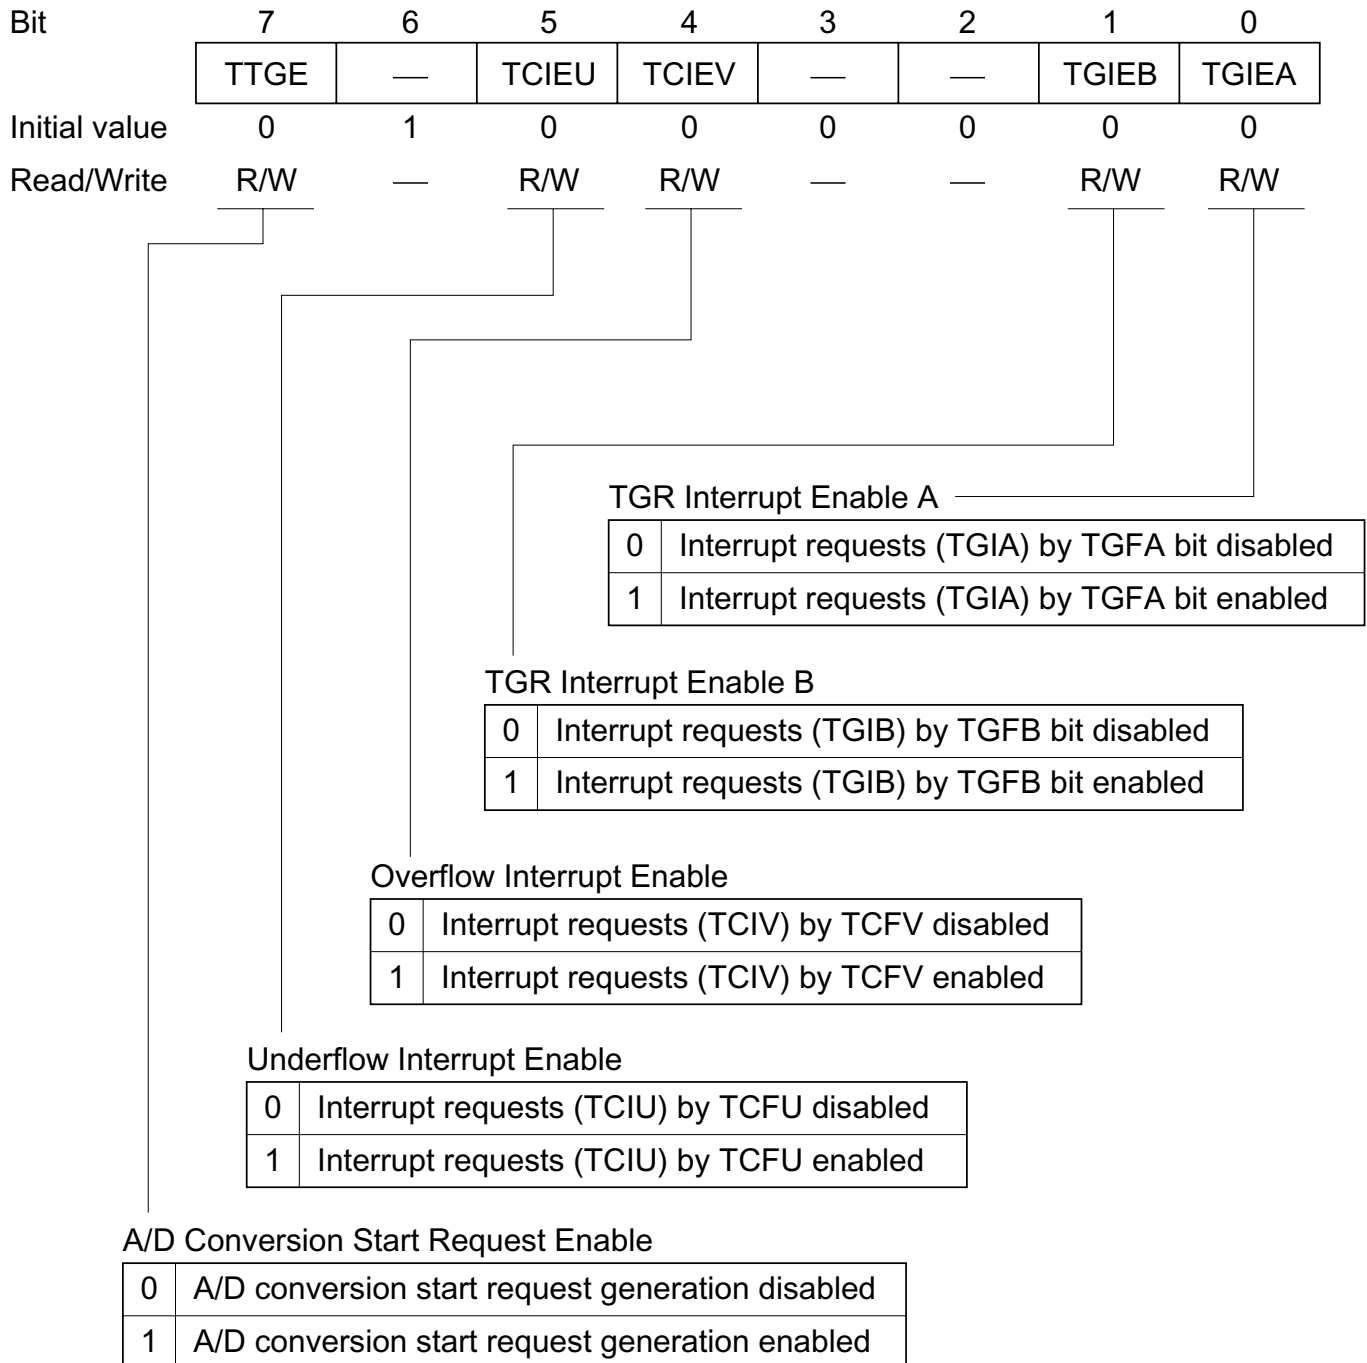 Bit 7 6 5 4 3 2 1 0
TTGE — TCIEU TCIEV — — TGIEB TGIEA
Initial value 0 1 0 0 0 0 0 0
Read/Write R/W — R/W R/W — — R/W R/W
TGR Interrupt Enable A
0 Interrupt requests (TGIA) by TGFA bit disabled
1 Interrupt requests (TGIA) by TGFA bit enabled
TGR Interrupt Enable B
0 Interrupt requests (TGIB) by TGFB bit disabled
1 Interrupt requests (TGIB) by TGFB bit enabled
Overflow Interrupt Enable
0 Interrupt requests (TCIV) by TCFV disabled
1 Interrupt requests (TCIV) by TCFV enabled
Underflow Interrupt Enable
0 Interrupt requests (TCIU) by TCFU disabled
1 Interrupt requests (TCIU) by TCFU enabled
A/D Conversion Start Request Enable
0 A/D conversion start request generation disabled
1 A/D conversion start request generation enabled